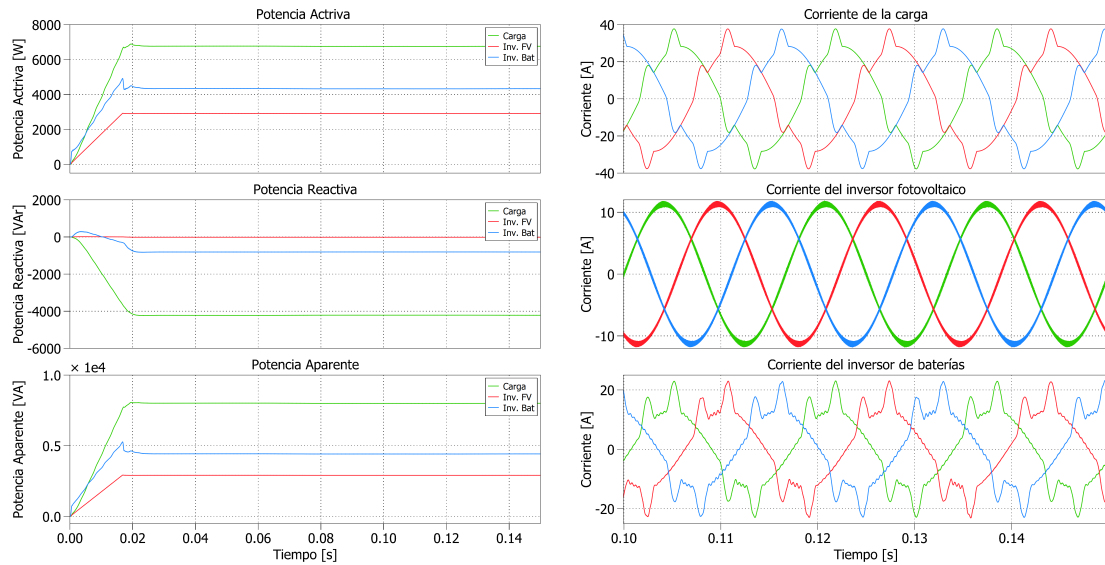 Potencia Actriva
Potencia Actriva [W]
8000
6000
4000
2000
0
Carga
Inv. FV
Inv. Bat
Potencia Reactiva
Potencia Reactiva [VAr]
2000
0
-2000
-4000
-6000
Carga
Inv. FV
Inv. Bat
× 1e4
Potencia Aparente
Potencia Aparente [VA]
1.0
0.5
0.0
Carga
Inv. FV
Inv. Bat
0.00 0.02 0.04 0.06 0.08 0.10 0.12 0.14
Tiempo [s]
Corriente de la carga
Corriente [A]
40
20
0
-20
-40
Corriente del inversor fotovoltaico
Corriente [A]
10
0
-10
Corriente del inversor de baterías
Corriente [A]
20
0
-20
0.10 0.11 0.12 0.13 0.14
Tiempo [s]